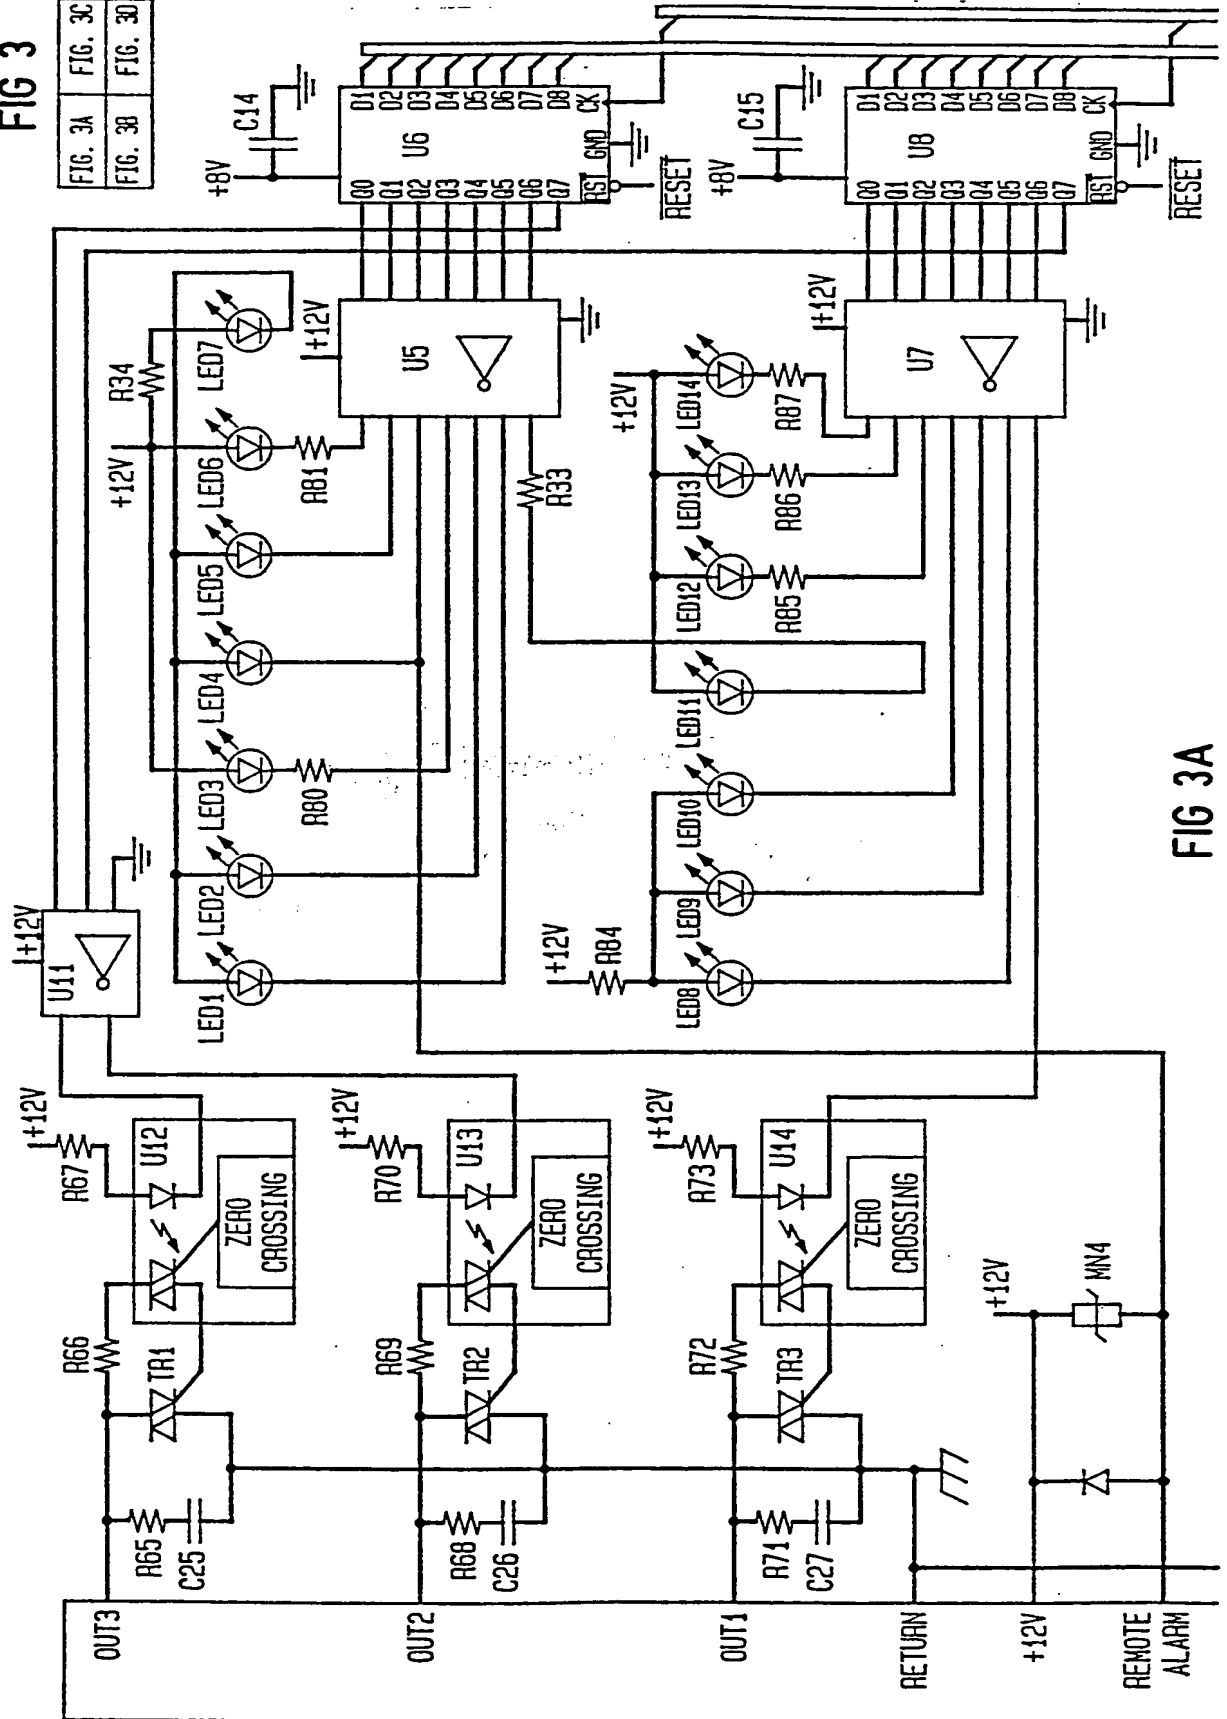 FIG 3
FIG. 3A
FIG. 3C
FIG. 3B
FIG. 3D
+8V
C14
D1
D2
D3
D4
D5
D6
D7
D8
CK
U6
GND
Q0
Q1
Q2
Q3
Q4
Q5
Q6
Q7
RST
RESET
+8V
C15
D1
D2
D3
D4
D5
D6
D7
D8
CK
U8
GND
Q0
Q1
Q2
Q3
Q4
Q5
Q6
Q7
RST
RESET
R34
+12V
LED7
LED6
LED5
LED4
LED3
LED2
LED1
R81
R80
+12V
U5
R33
+12V
U7
+12V
LED14
LED13
LED12
LED11
LED10
LED9
LED8
R87
R86
R85
+12V
R84
+12V
U11
+12V
R67
U12
ZERO
CROSSING
R66
TR1
R65
C25
OUT3
+12V
R70
U13
ZERO
CROSSING
R69
TR2
R68
C26
OUT2
+12V
R73
U14
ZERO
CROSSING
R72
TR3
R71
C27
OUT1
RETURN
+12V
MN4
+12V
REMOTE
ALARM
FIG 3A